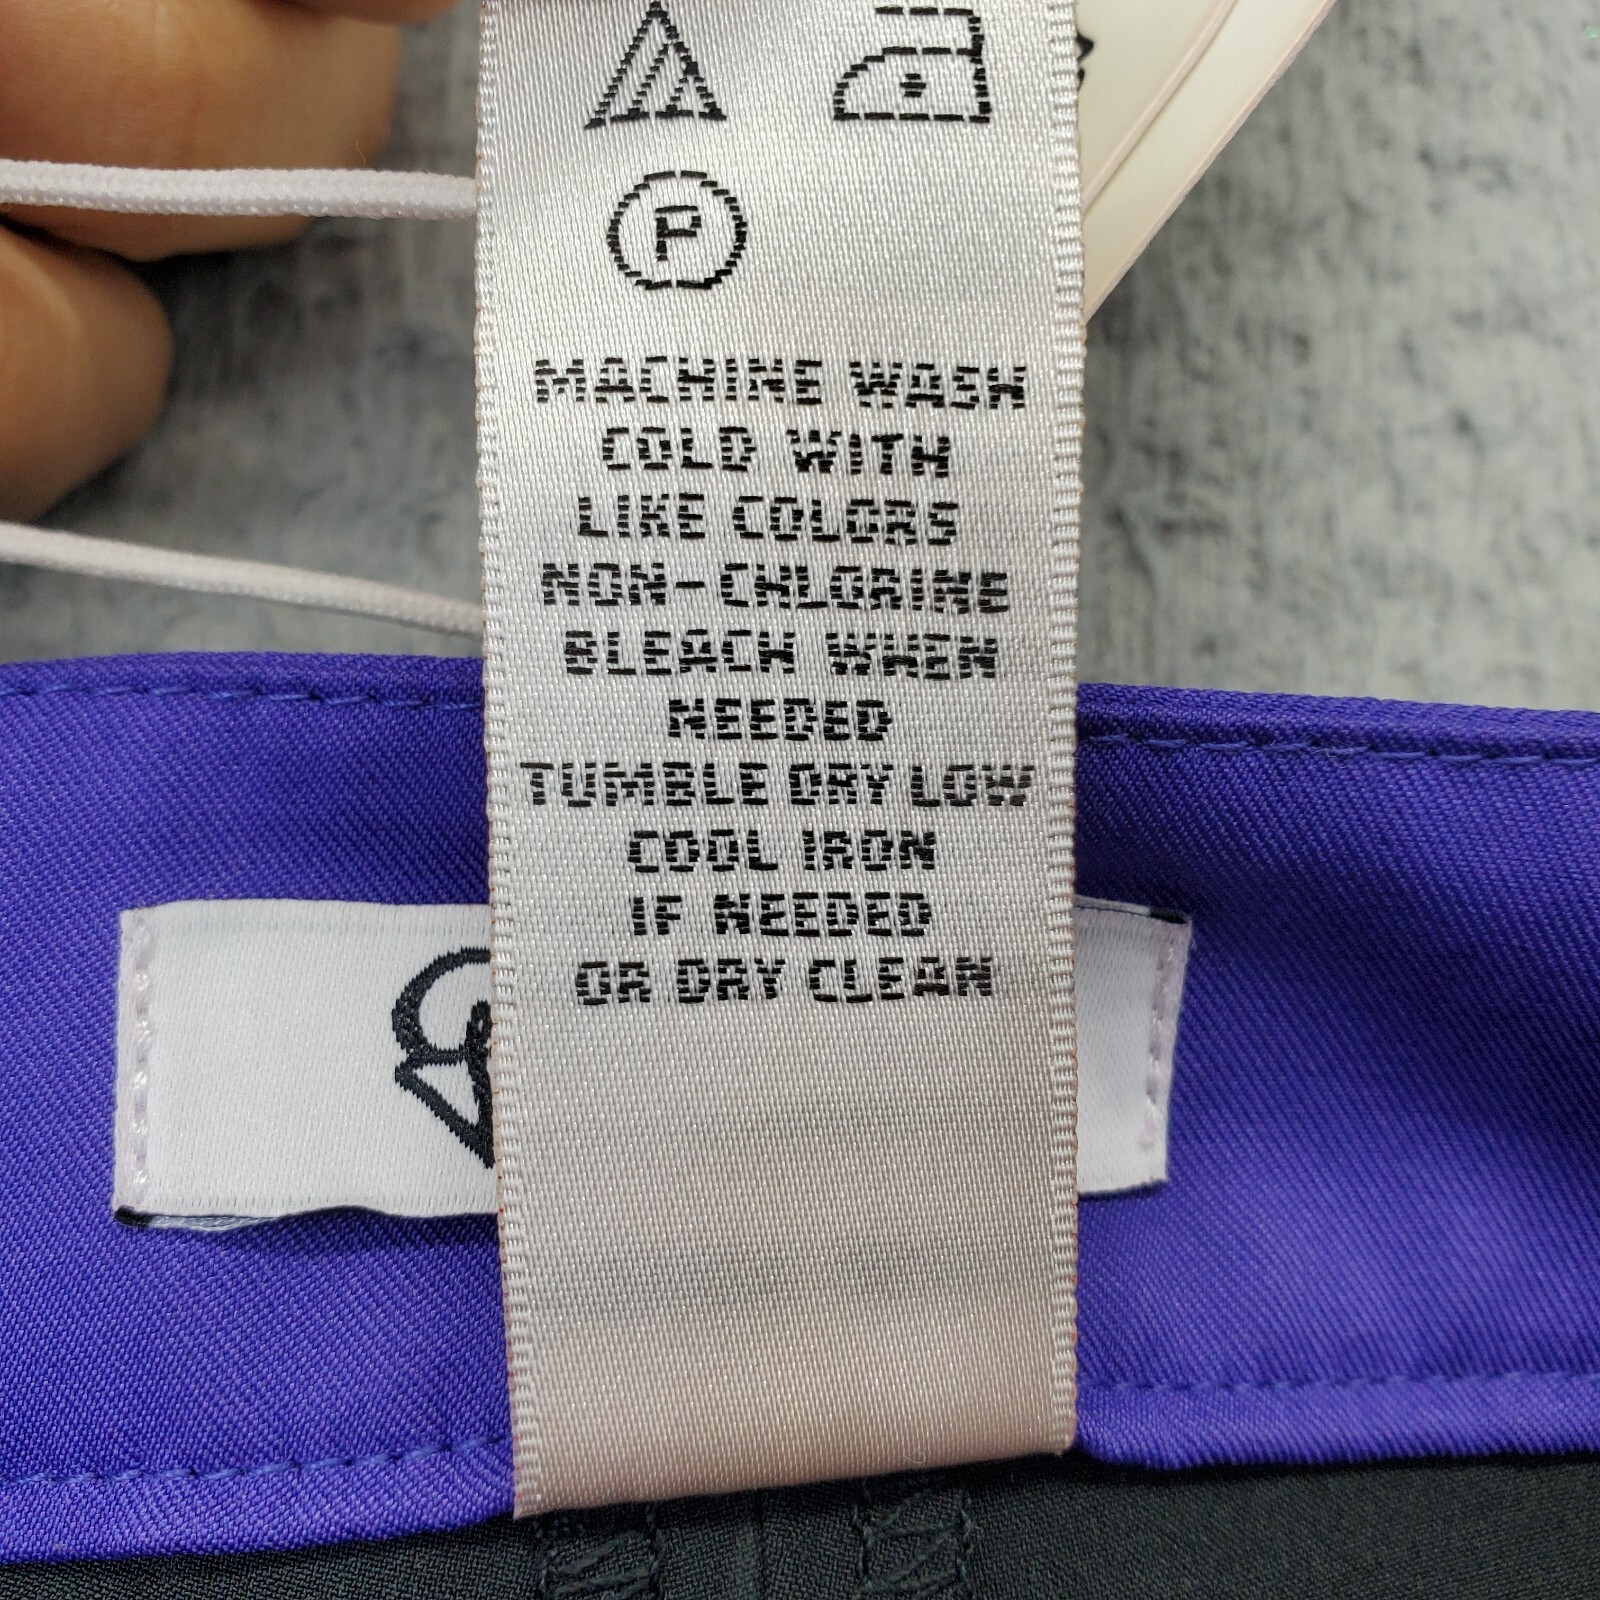 P
MACHINE WASH
COLD WITH
LIKE COLORS
NON-CHLORINE
BLEACH WHEN
NEEDED
TUMBLE DRY LOW
COOL IRON
IF NEEDED
OR DRY CLEAN